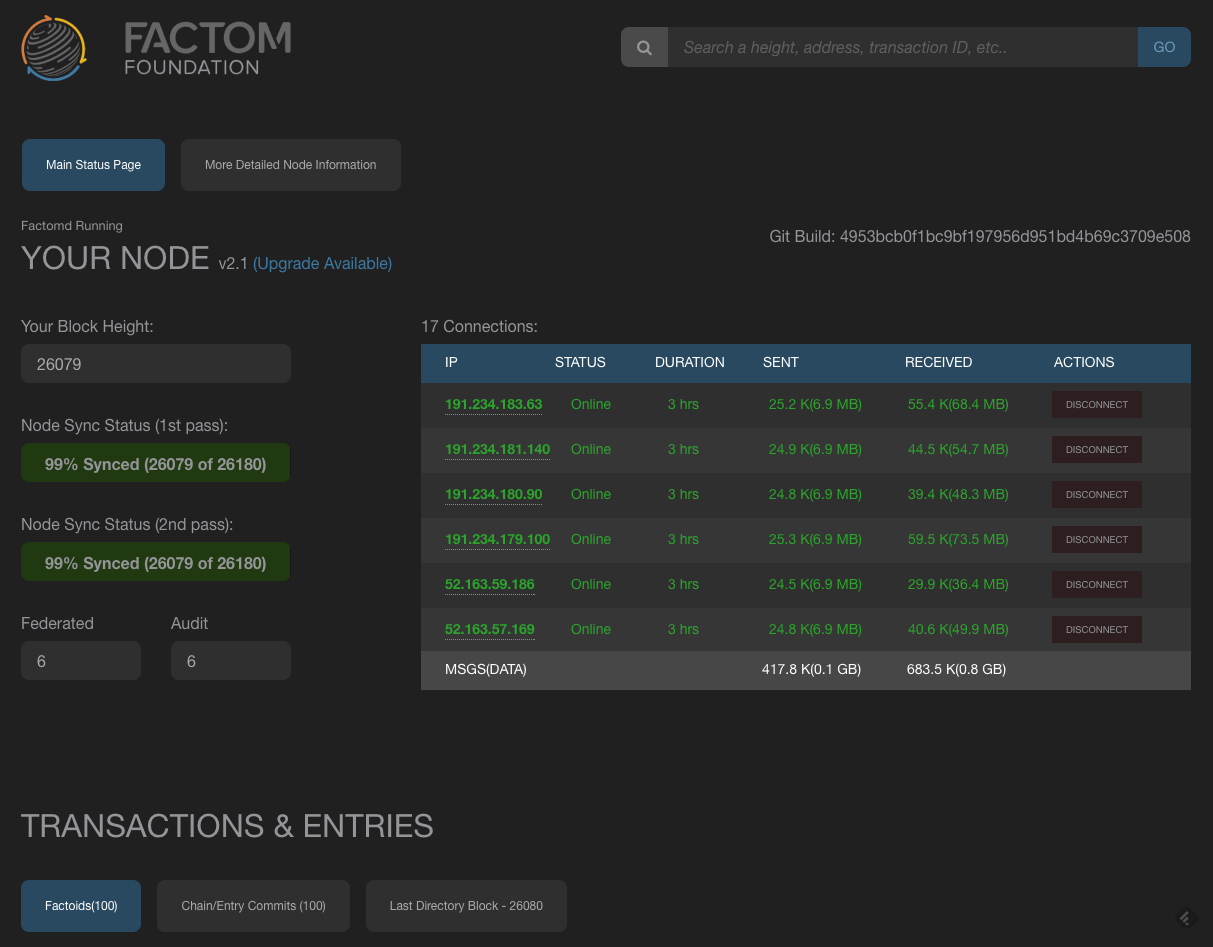 FACTOM
FOUNDATION
Search a height, address, transaction ID, etc..
GO
Main Status Page
More Detailed Node Information
Factomd Running
YOUR NODE v2.1 (Upgrade Available)
Git Build: 4953bcb0f1bc9bf197956d951bd4b69c3709e508
Your Block Height:
26079
Node Sync Status (1st pass):
99% Synced (26079 of 26180)
Node Sync Status (2nd pass):
99% Synced (26079 of 26180)
Federated Audit
6 6
17 Connections:
IP STATUS DURATION SENT RECEIVED ACTIONS
191.234.183.63 Online 3 hrs 25.2 K(6.9 MB) 55.4 K(68.4 MB) DISCONNECT
191.234.181.140 Online 3 hrs 24.9 K(6.9 MB) 44.5 K(54.7 MB) DISCONNECT
191.234.180.90 Online 3 hrs 24.8 K(6.9 MB) 39.4 K(48.3 MB) DISCONNECT
191.234.179.100 Online 3 hrs 25.3 K(6.9 MB) 59.5 K(73.5 MB) DISCONNECT
52.163.59.186 Online 3 hrs 24.5 K(6.9 MB) 29.9 K(36.4 MB) DISCONNECT
52.163.57.169 Online 3 hrs 24.8 K(6.9 MB) 40.6 K(49.9 MB) DISCONNECT
MSGS(DATA) 417.8 K(0.1 GB) 683.5 K(0.8 GB)
TRANSACTIONS & ENTRIES
Factoids(100)
Chain/Entry Commits (100)
Last Directory Block - 26080